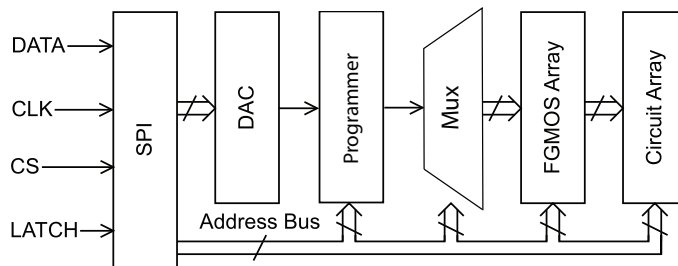 DATA
CLK
CS
LATCH
SPI
DAC
Programmer
Mux
FGMOS Array
Circuit Array
Address Bus